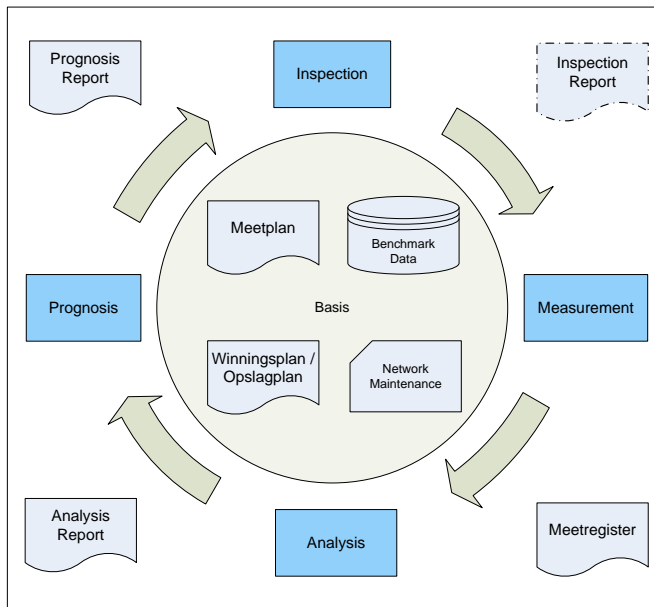 Prognosis
Report
Inspection
Inspection
Report
Meetplan
Benchmark
Data
Prognosis
Basis
Measurement
Winningsplan /
Opslagplan
Network
Maintenance
Analysis
Report
Analysis
Meetregister